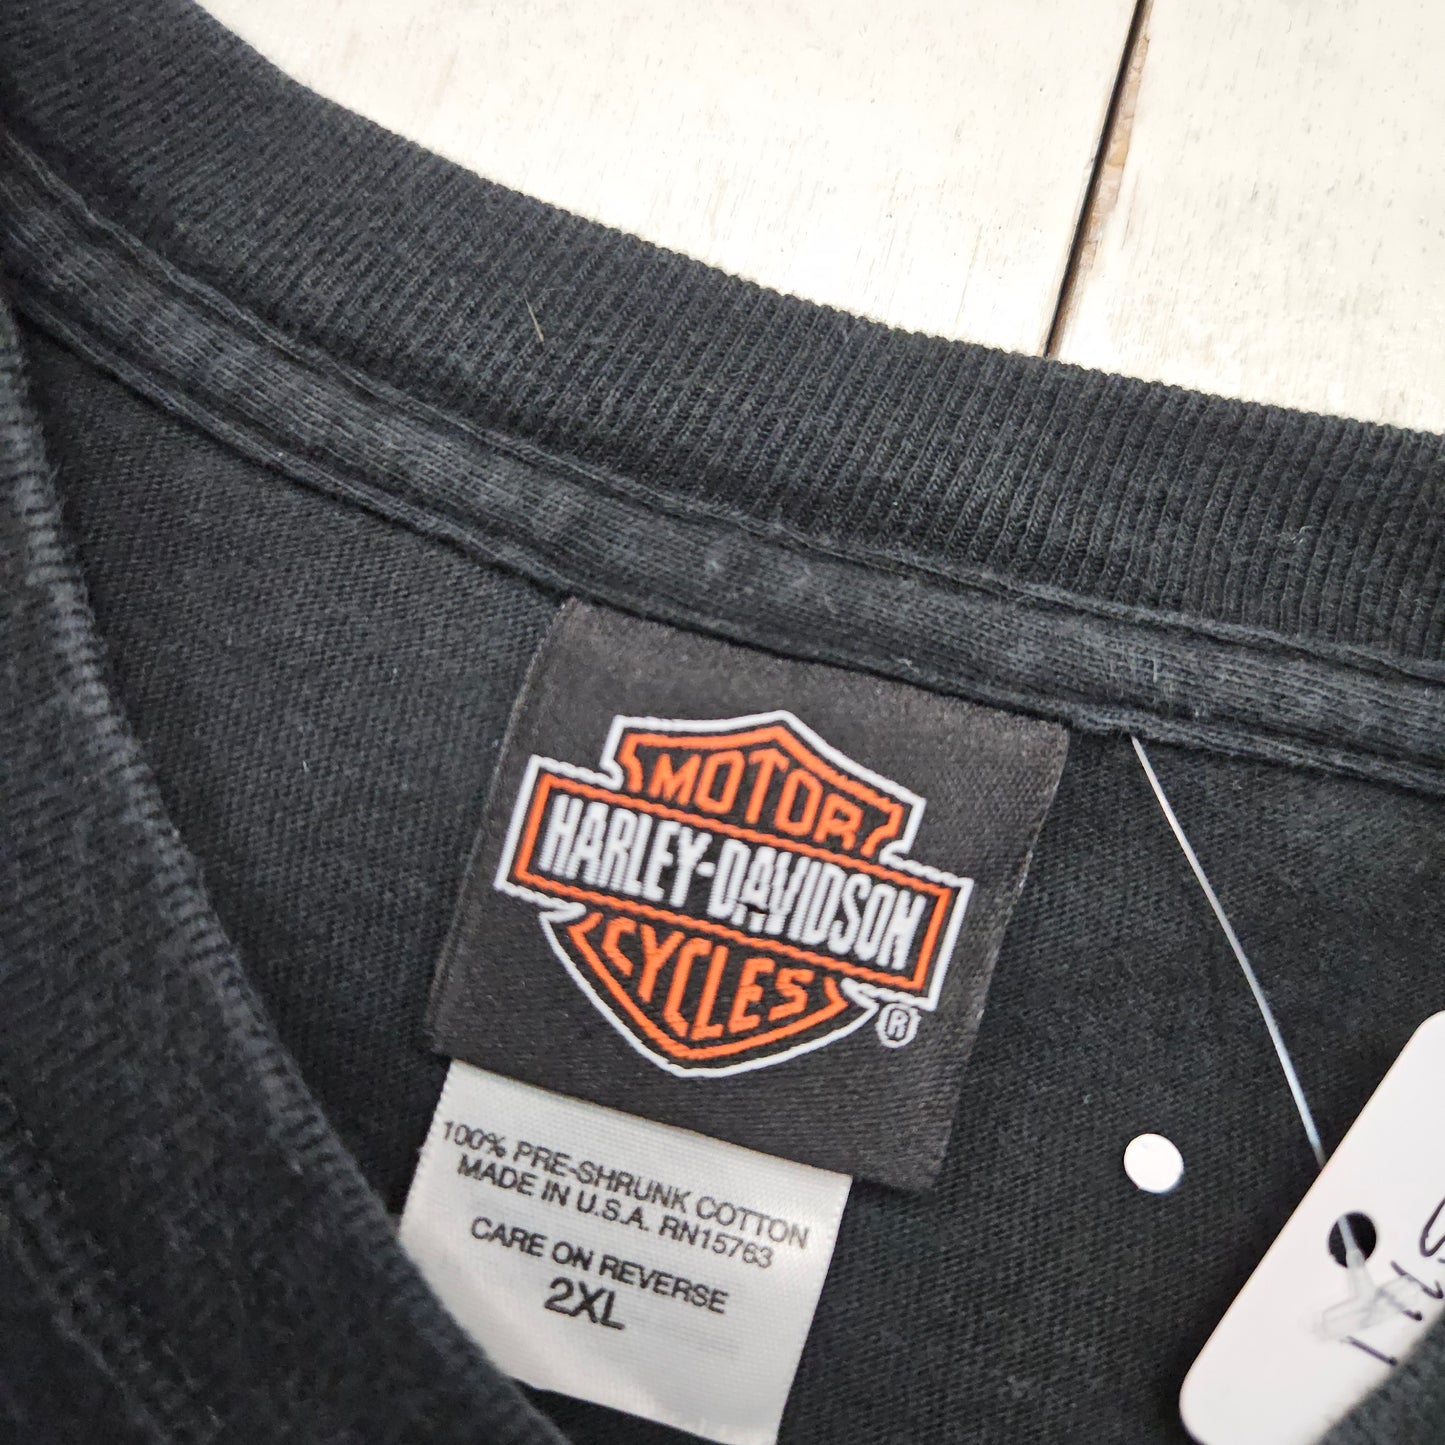 MOTOR
HARLEY-DAVIDSON
CYCLES
®
100% PRE-SHRUNK COTTON
MADE IN U.S.A. RN15763
CARE ON REVERSE
2XL